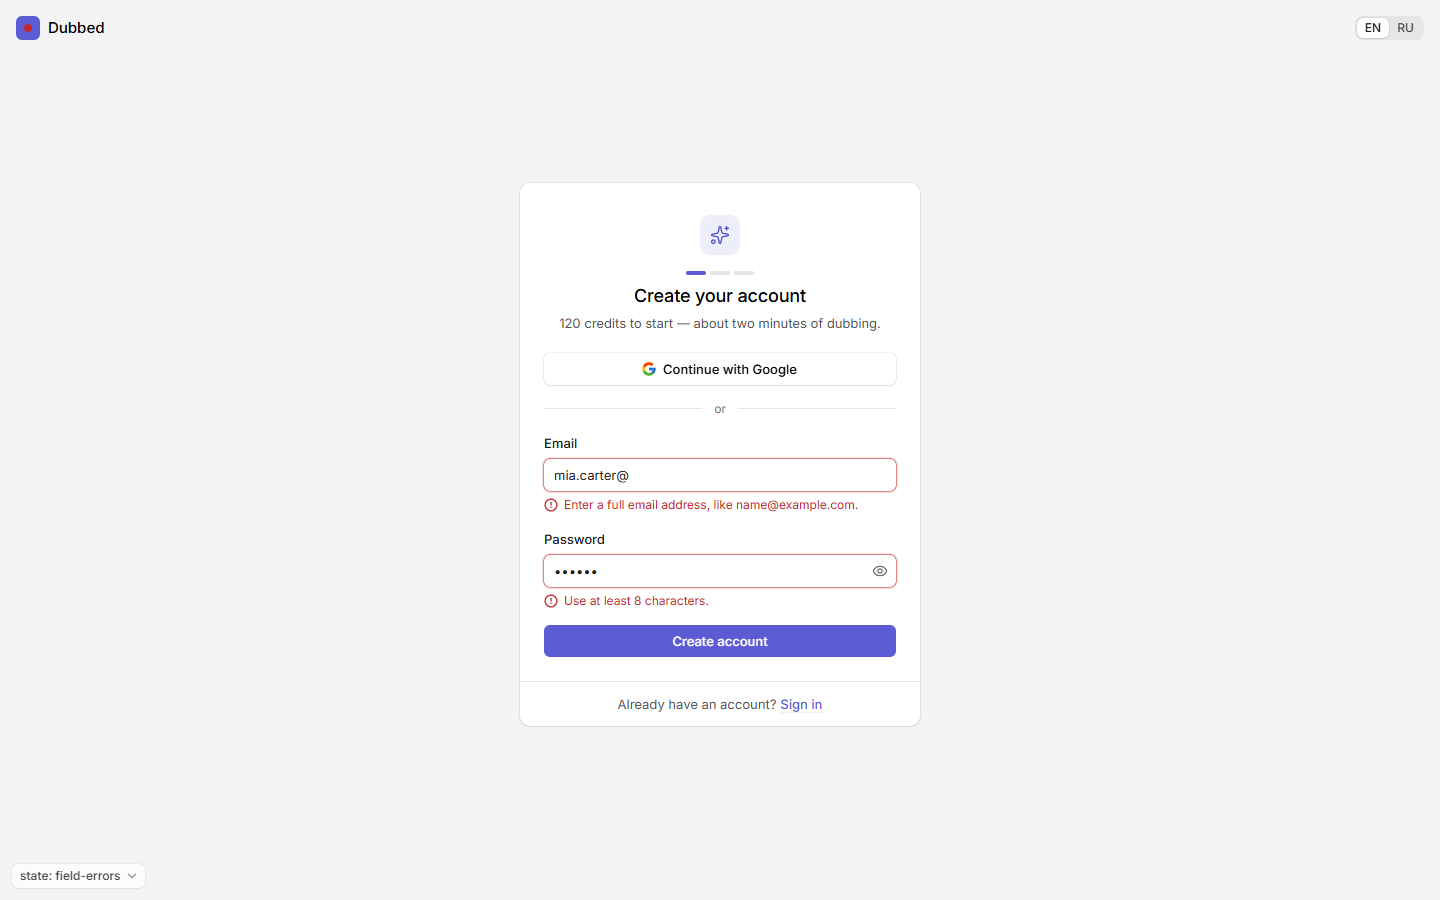 Dubbed
EN RU
Create your account
120 credits to start — about two minutes of dubbing.
Continue with Google
or
Email
mia.carter@
Enter a full email address, like name@example.com.
Password
••••••
Use at least 8 characters.
Create account
Already have an account? Sign in
state: field-errors